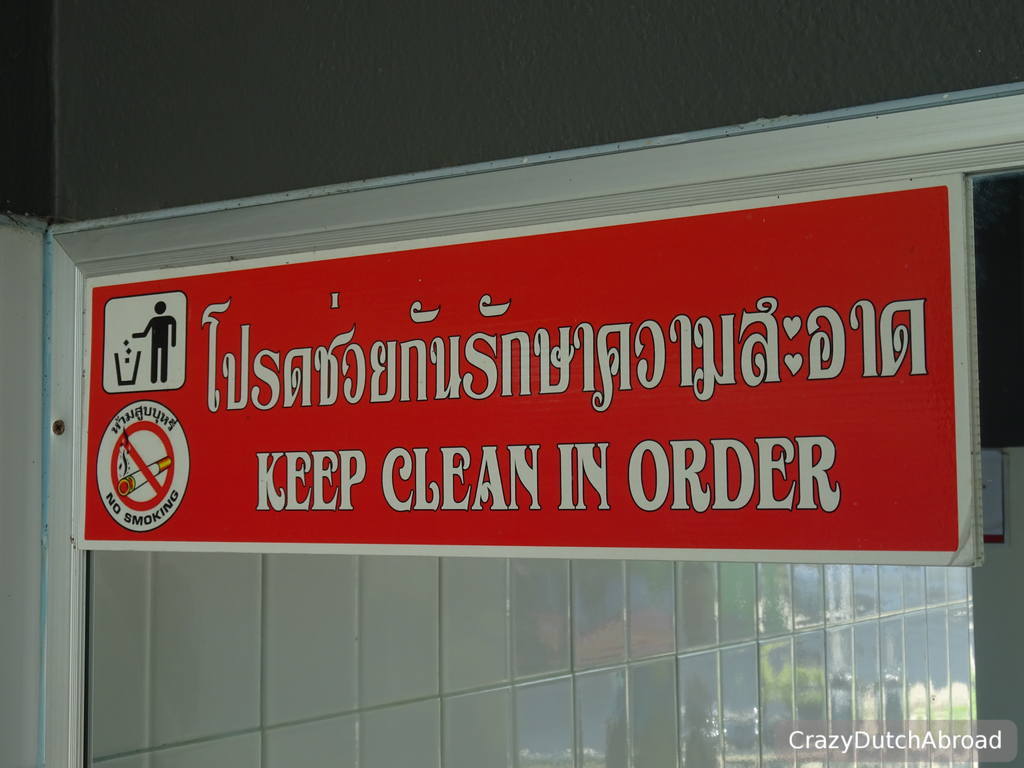 โปรดช่วยกันรักษาความสะอาด
ห้ามสูบบุหรี่
NO SMOKING
KEEP CLEAN IN ORDER
CrazyDutchAbroad